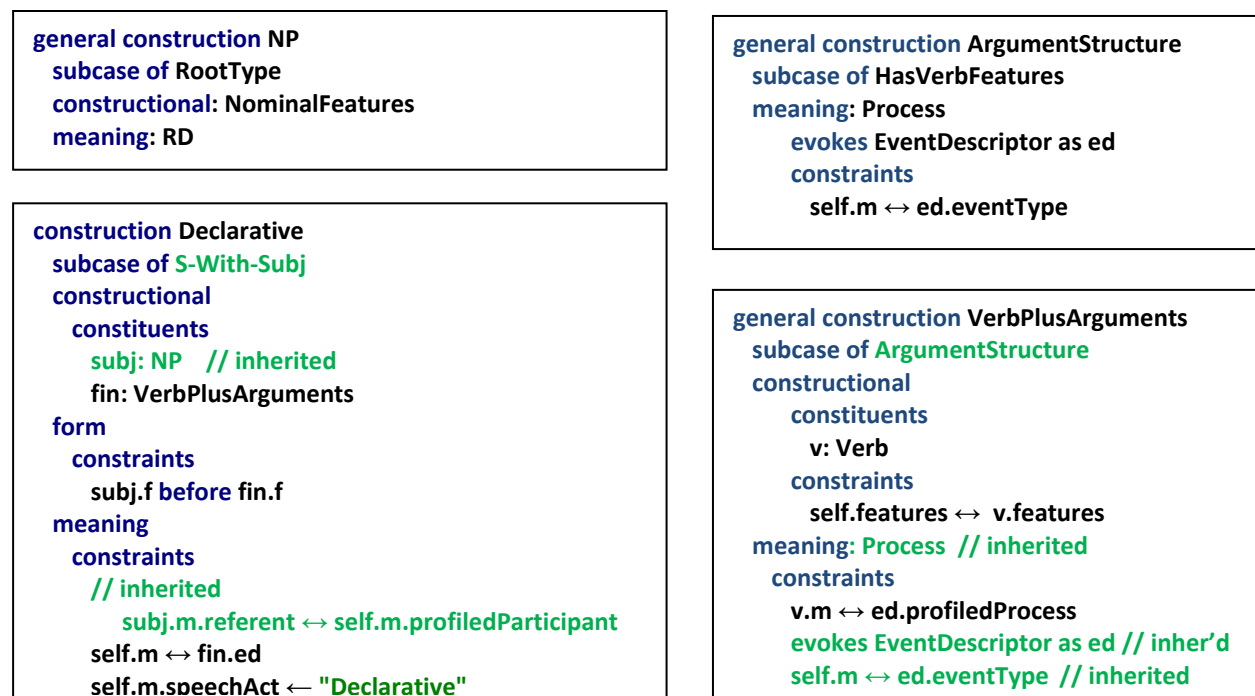 general construction NP
subcase of RootType
constructional: NominalFeatures
meaning: RD
construction Declarative
subcase of S-With-Subj
constructional
constituents
subj: NP // inherited
fin: VerbPlusArguments
form
constraints
subj.f before fin.f
meaning
constraints
// inherited
subj.m.referent ↔ self.m.profiledParticipant
self.m ↔ fin.ed
self.m.speechAct ← "Declarative"
general construction ArgumentStructure
subcase of HasVerbFeatures
meaning: Process
evokes EventDescriptor as ed
constraints
self.m ↔ ed.eventType
general construction VerbPlusArguments
subcase of ArgumentStructure
constructional
constituents
v: Verb
constraints
self.features ↔ v.features
meaning: Process // inherited
constraints
v.m ↔ ed.profiledProcess
evokes EventDescriptor as ed // inher'd
self.m ↔ ed.eventType // inherited